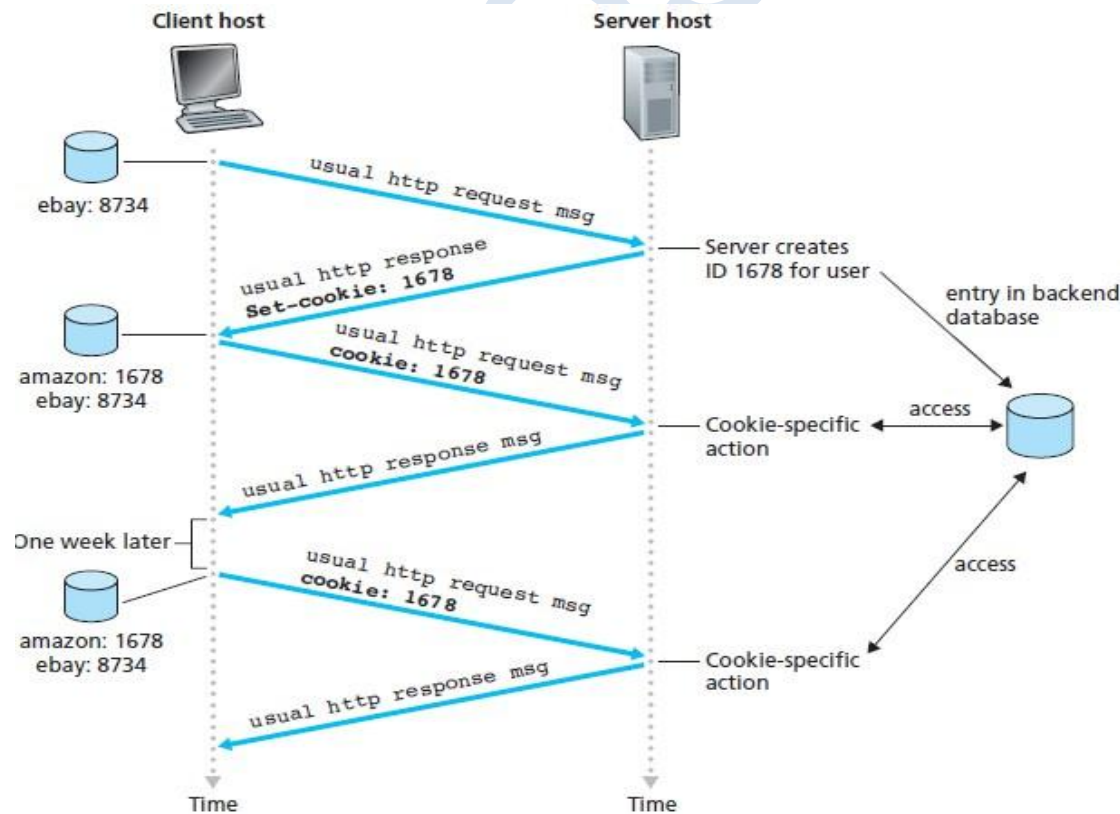 Client host
Server host
usual http request msg
ebay: 8734
Server creates
ID 1678 for user
usual http response
Set-cookie: 1678
entry in backend
database
usual http request msg
cookie: 1678
amazon: 1678
ebay: 8734
access
Cookie-specific
action
usual http response msg
One week later
usual http request msg
cookie: 1678
access
amazon: 1678
ebay: 8734
Cookie-specific
action
usual http response msg
Time
Time